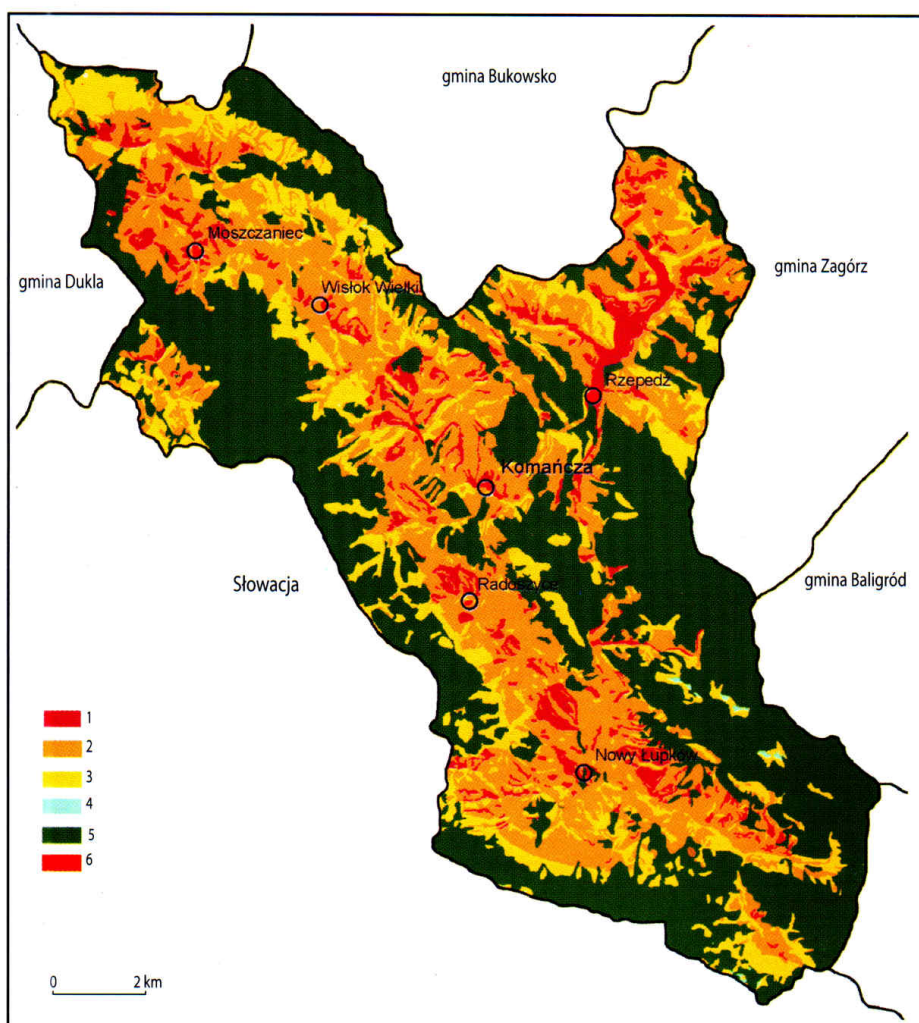 gmina Bukowsko
gmina Zagórz
Moszczaniec
gmina Dukla
Wisłok Wielki
Rzepedź
Komańcza
Słowacja
Radoszyce
gmina Baligród
Nowy Łupków
1
2
3
4
5
6
0 2 km